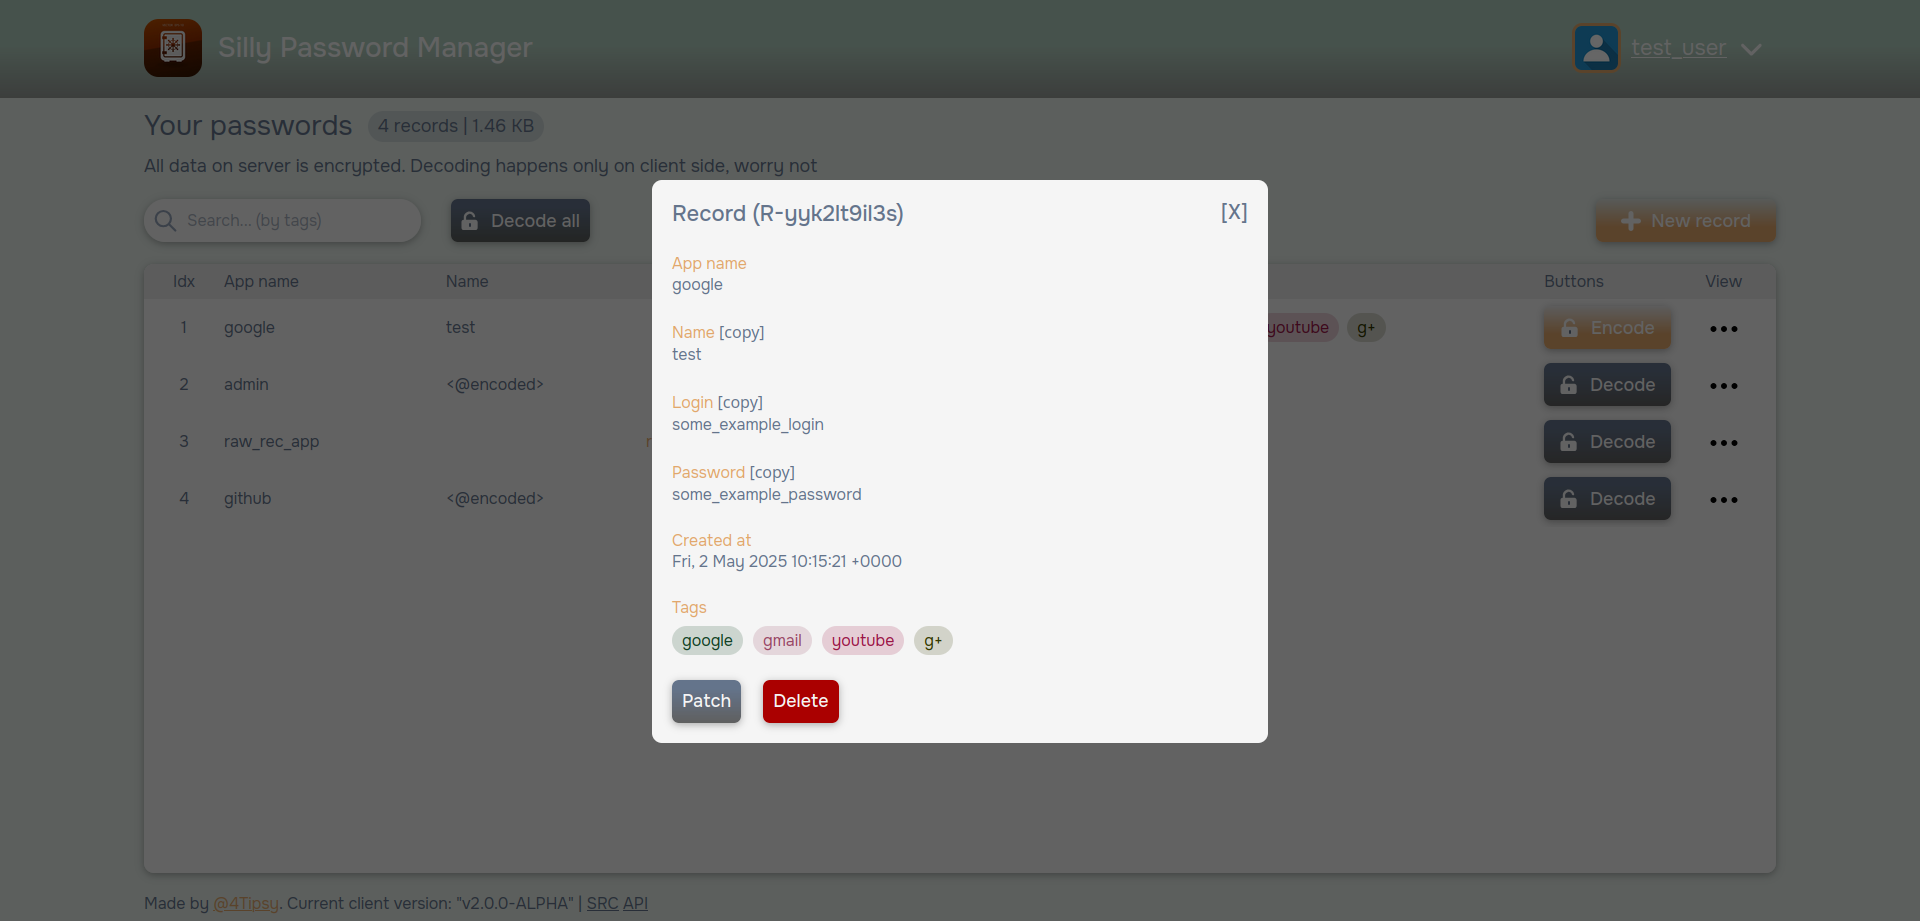 Silly Password Manager
test_user
Your passwords
4 records | 1.46 KB
All data on server is encrypted. Decoding happens only on client side, worry not
Search... (by tags)
Decode all
New record
Idx App name Name Buttons View
1 google test youtube g+ Encode
2 admin <@encoded> Decode
3 raw_rec_app Decode
4 github <@encoded> Decode
Record (R-yyk2lt9il3s) [X]
App name
google
Name [copy]
test
Login [copy]
some_example_login
Password [copy]
some_example_password
Created at
Fri, 2 May 2025 10:15:21 +0000
Tags
google gmail youtube g+
Patch Delete
Made by @4Tipsy. Current client version: "v2.0.0-ALPHA" | SRC API